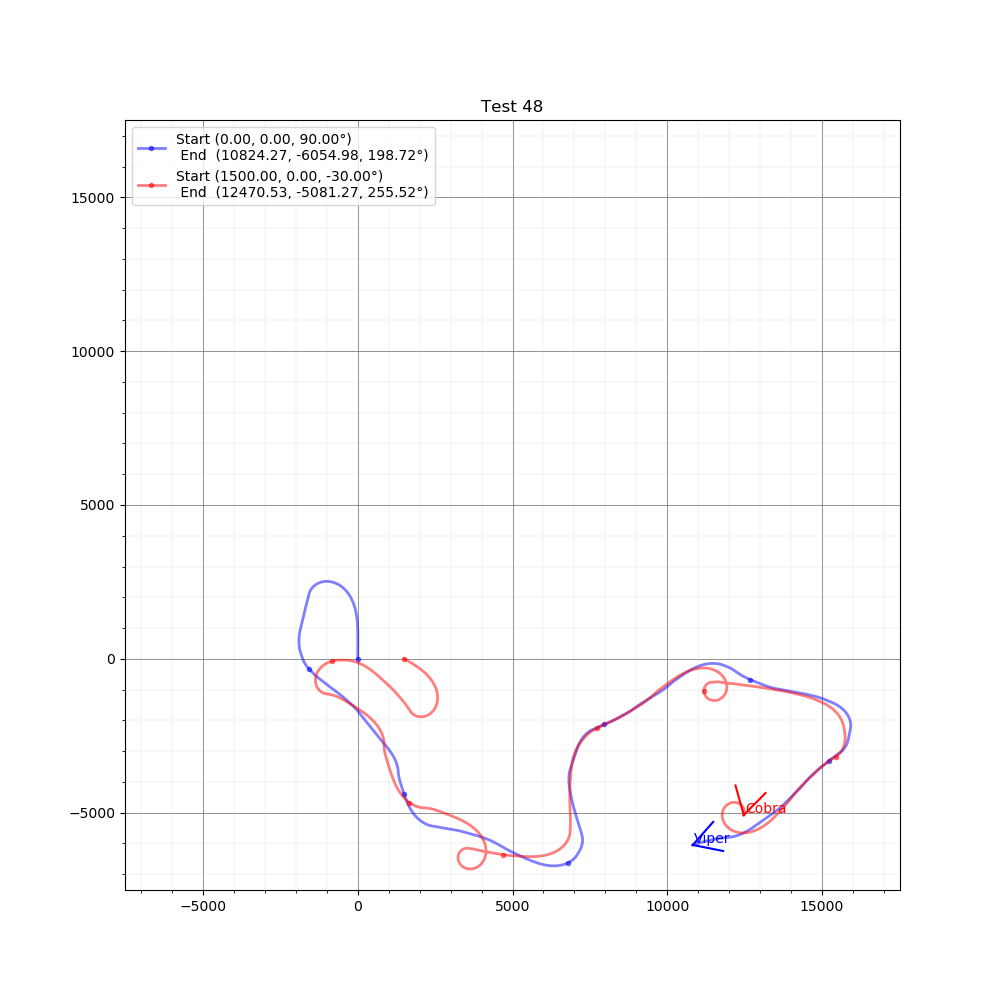 Test 48
Start (0.00, 0.00, 90.00°)
End  (10824.27, -6054.98, 198.72°)
Start (1500.00, 0.00, -30.00°)
End  (12470.53, -5081.27, 255.52°)
15000
10000
5000
0
−5000
Cobra
Viper
−5000 0 5000 10000 15000